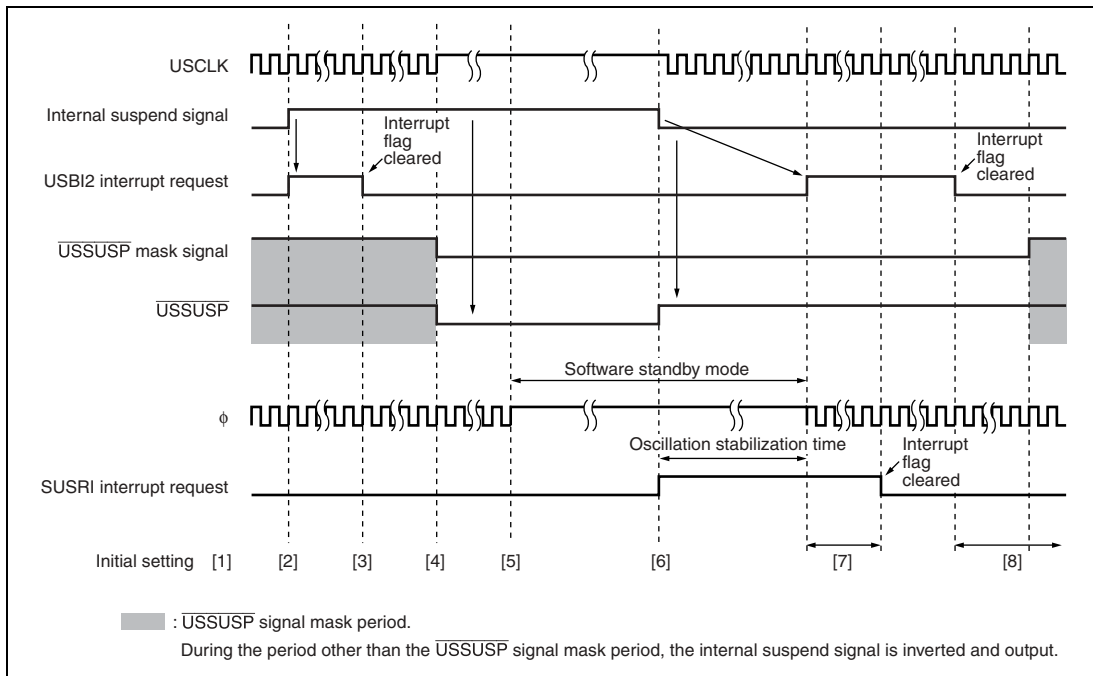 USCLK
Internal suspend signal
Interrupt
flag
cleared
Interrupt
flag
cleared
USBI2 interrupt request
USSUSP mask signal
USSUSP
Software standby mode
φ
Oscillation stabilization time
Interrupt
flag
cleared
SUSRI interrupt request
Initial setting [1] [2] [3] [4] [5] [6] [7] [8]
: USSUSP signal mask period.
During the period other than the USSUSP signal mask period, the internal suspend signal is inverted and output.